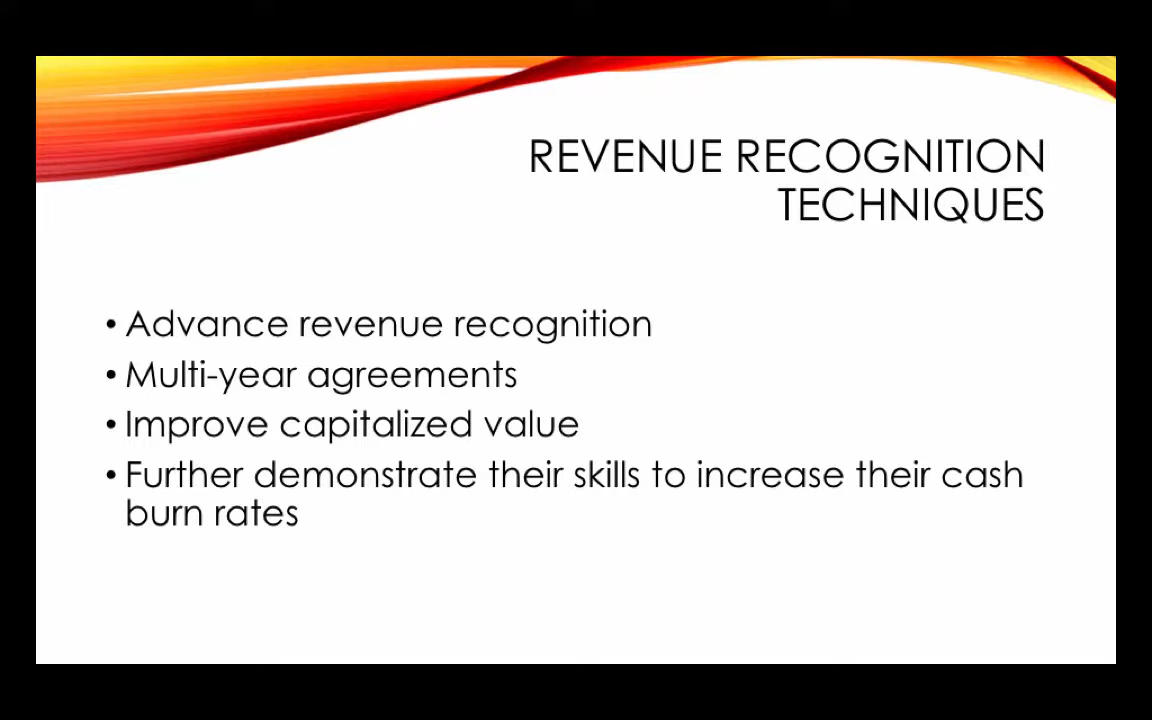 REVENUE RECOGNITION
TECHNIQUES
• Advance revenue recognition
• Multi-year agreements
• Improve capitalized value
• Further demonstrate their skills to increase their cash
burn rates